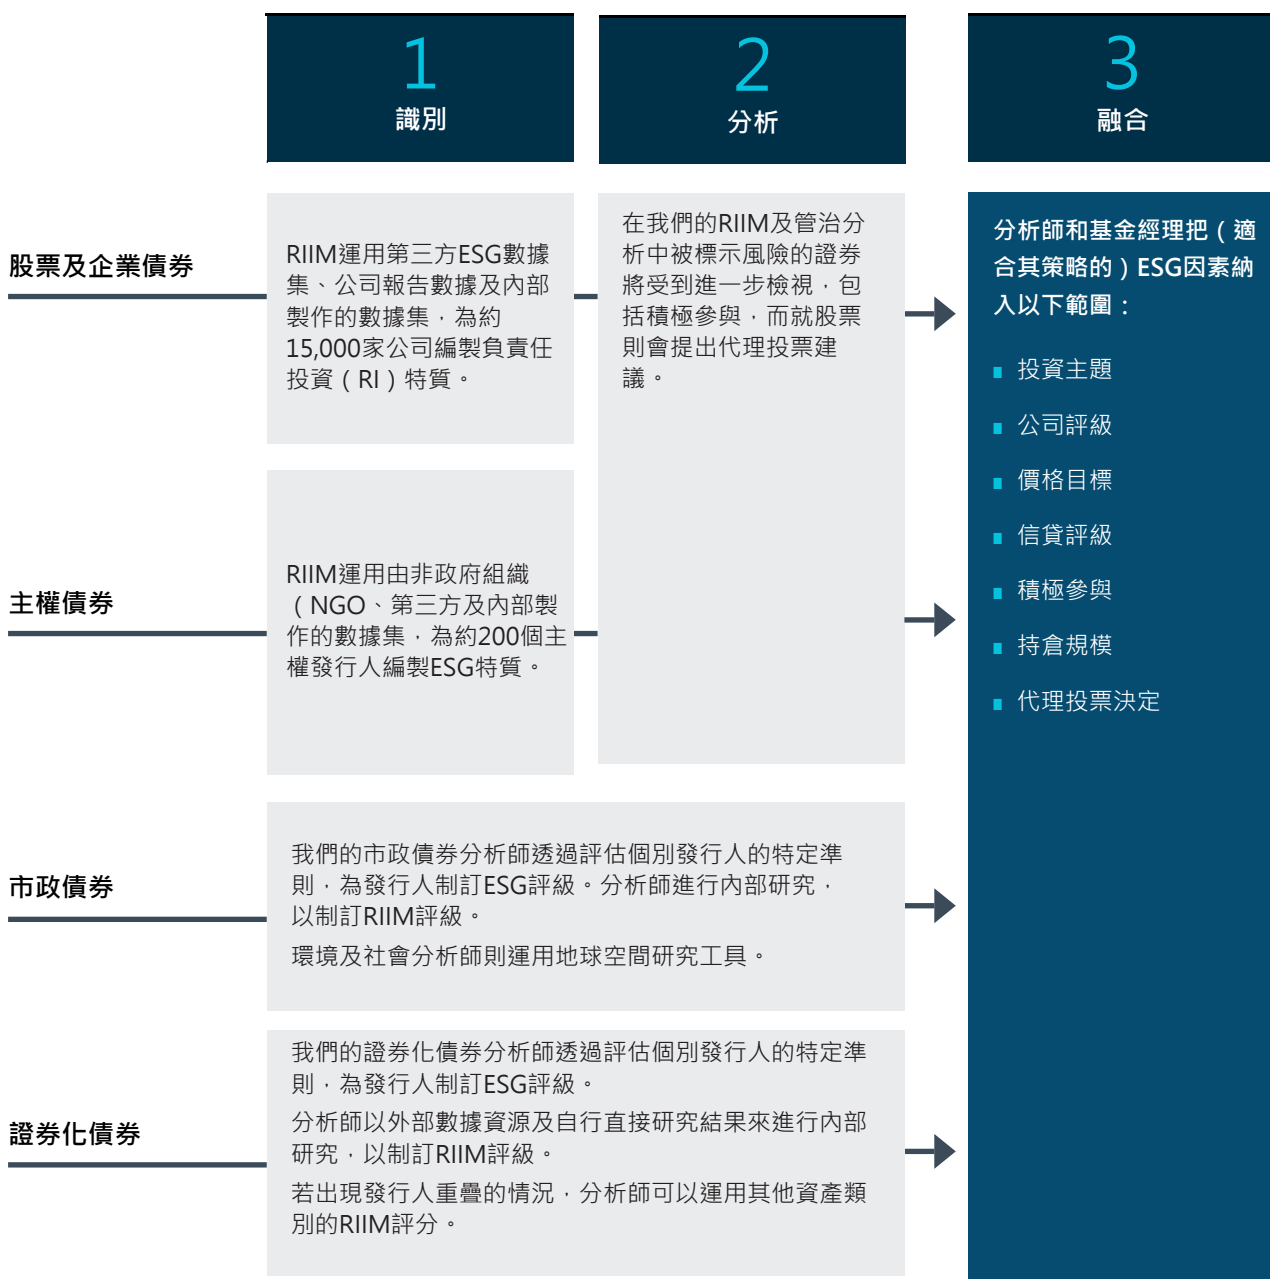 1
識別
2
分析
3
融合
股票及企業債券
RIIM運用第三方ESG數據
集、公司報告數據及內部
製作的數據集，為約
15,000家公司編製負責任
投資（RI）特質。
在我們的RIIM及管治分
析中被標示風險的證券
將受到進一步檢視，包
括積極參與，而就股票
則會提出代理投票建
議。
主權債券
RIIM運用由非政府組織
（NGO、第三方及內部製
作的數據集，為約200個主
權發行人編製ESG特質。
市政債券
我們的市政債券分析師透過評估個別發行人的特定準
則，為發行人制訂ESG評級。分析師進行內部研究，
以制訂RIIM評級。
環境及社會分析師則運用地球空間研究工具。
證券化債券
我們的證券化債券分析師透過評估個別發行人的特定準
則，為發行人制訂ESG評級。
分析師以外部數據資源及自行直接研究結果來進行內部
研究，以制訂RIIM評級。
若出現發行人重疊的情況，分析師可以運用其他資產類
別的RIIM評分。
分析師和基金經理把（適
合其策略的）ESG因素納
入以下範圍：
投資主題
公司評級
價格目標
信貸評級
積極參與
持倉規模
代理投票決定